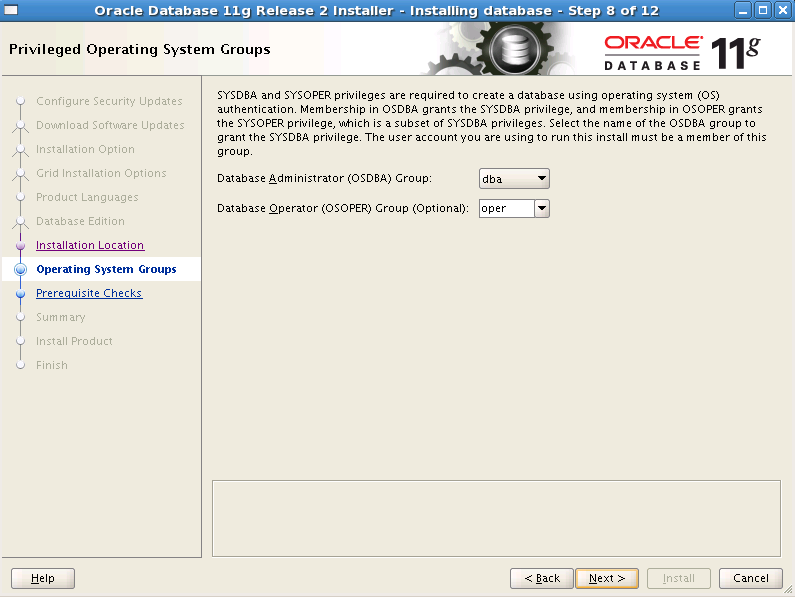 Oracle Database 11g Release 2 Installer - Installing database - Step 8 of 12
Privileged Operating System Groups
ORACLE
DATABASE
11g
Configure Security Updates
Download Software Updates
Installation Option
Grid Installation Options
Product Languages
Database Edition
Installation Location
Operating System Groups
Prerequisite Checks
Summary
Install Product
Finish
SYSDBA and SYSOPER privileges are required to create a database using operating system (OS)
authentication. Membership in OSDBA grants the SYSDBA privilege, and membership in OSOPER grants
the SYSOPER privilege, which is a subset of SYSDBA privileges. Select the name of the OSDBA group to
grant the SYSDBA privilege. The user account you are using to run this install must be a member of this
group.
Database Administrator (OSDBA) Group: dba
Database Operator (OSOPER) Group (Optional): oper
Help
< Back
Next >
Install
Cancel